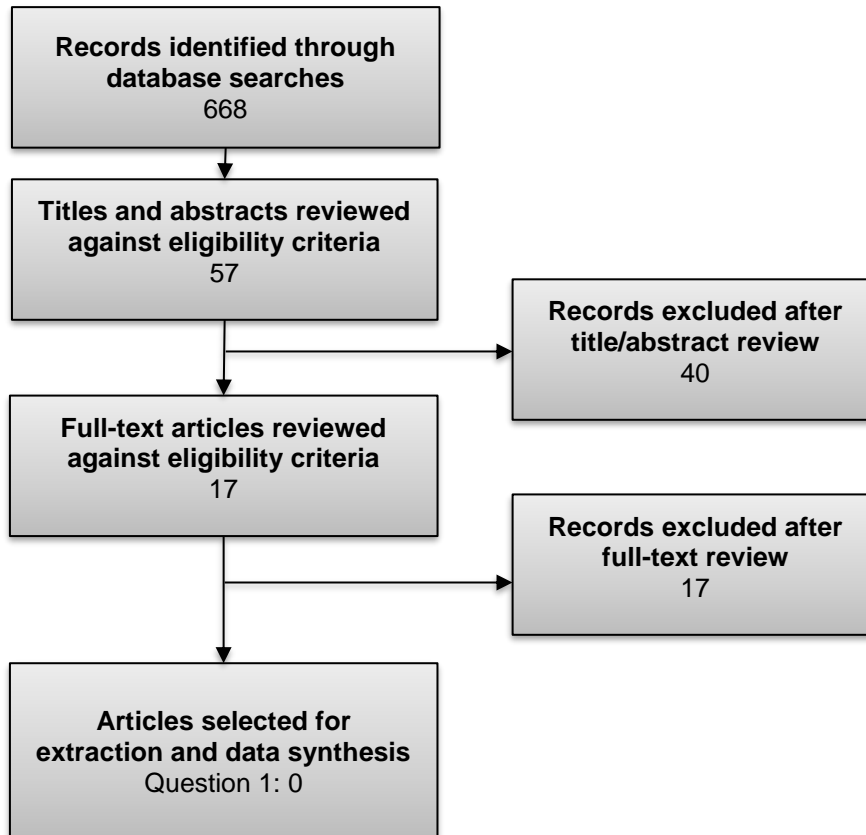 Records identified through
database searches
668
Titles and abstracts reviewed
against eligibility criteria
57
Records excluded after
title/abstract review
40
Full-text articles reviewed
against eligibility criteria
17
Records excluded after
full-text review
17
Articles selected for
extraction and data synthesis
Question 1: 0